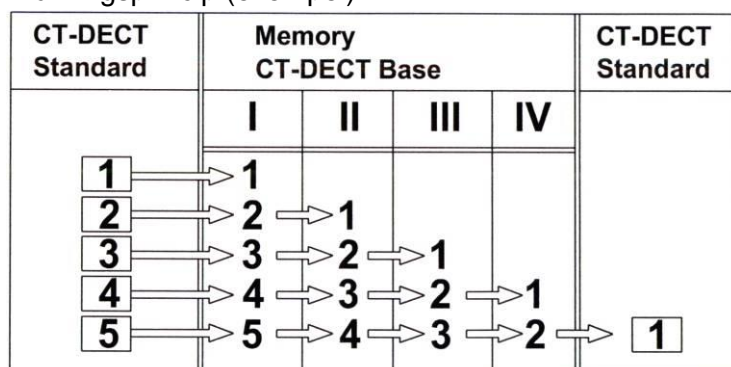 CT-DECT Standard
Memory CT-DECT Base
CT-DECT Standard
I II III IV
1 1
2 2 1
3 3 2 1
4 4 3 2 1
5 5 4 3 2 1